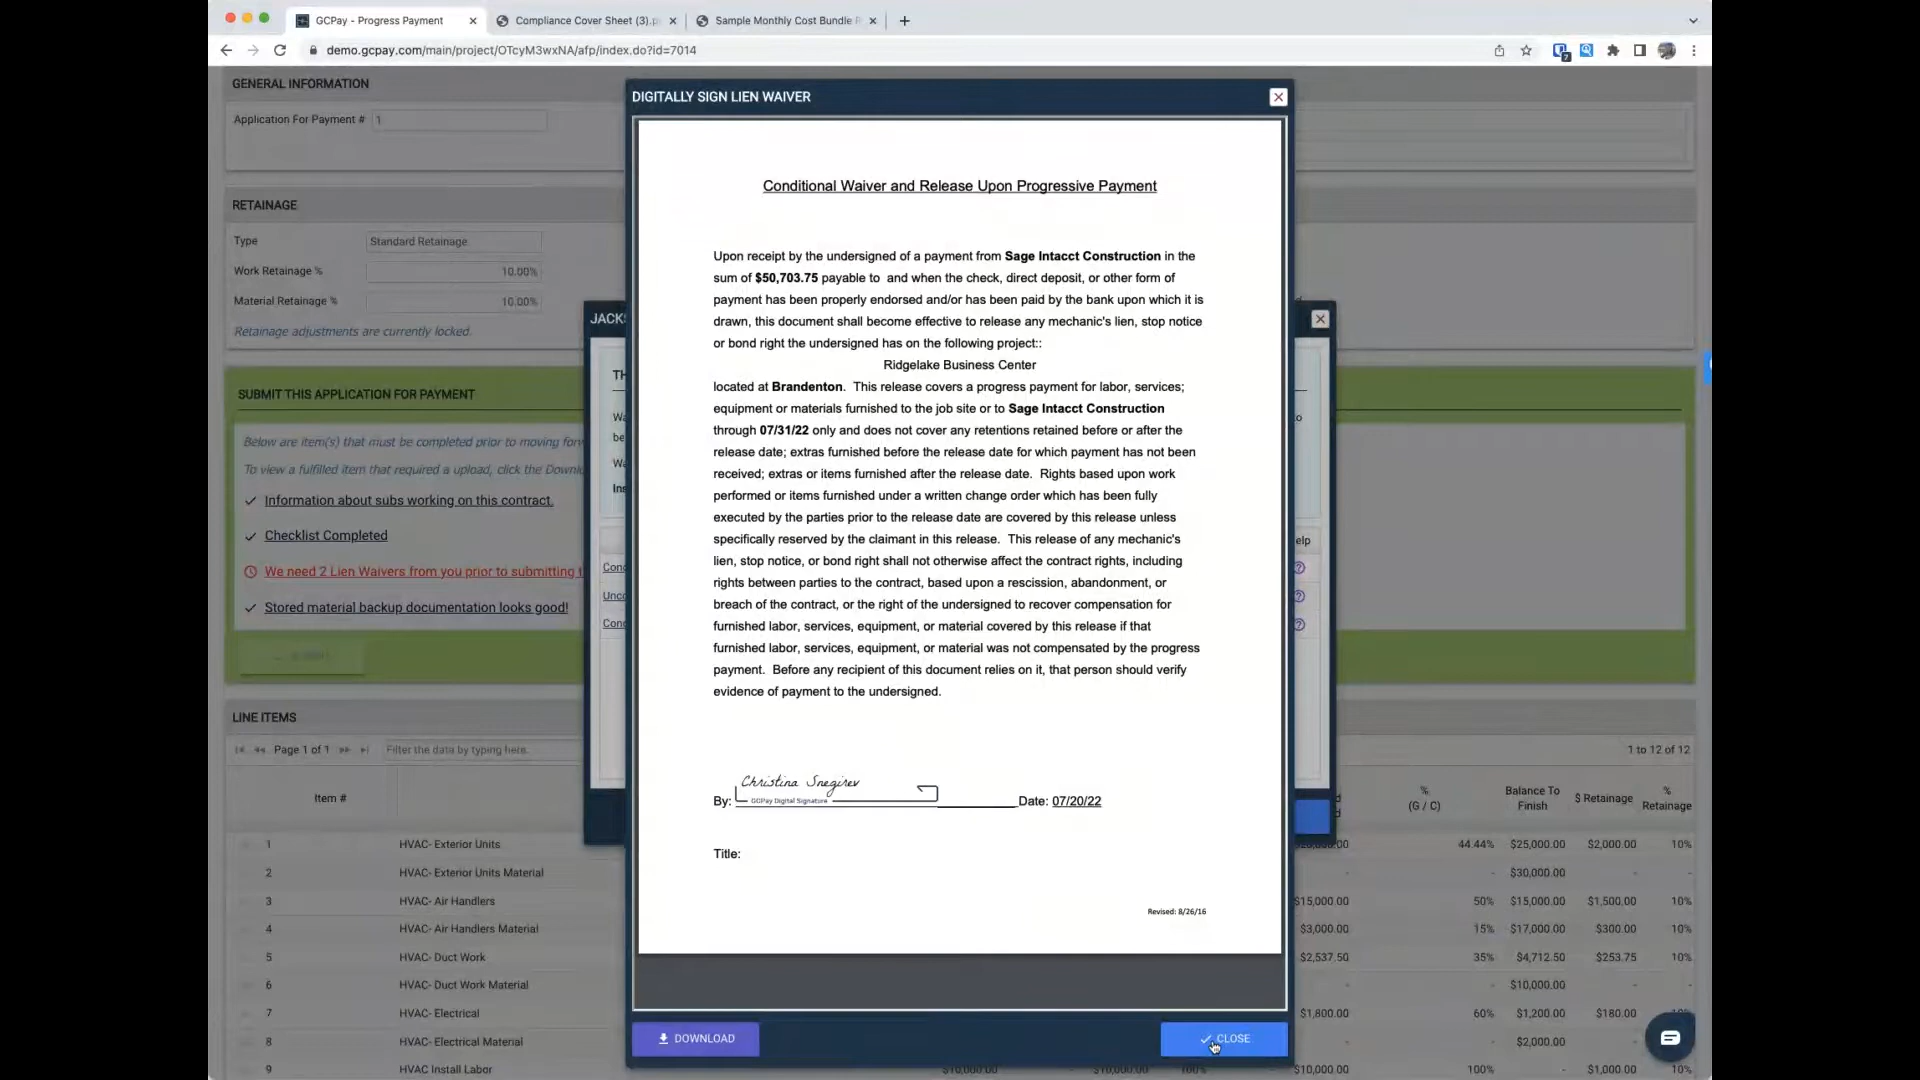 GCPay - Progress Payment
Compliance Cover Sheet (3).p
Sample Monthly Cost Bundle
demo.gcpay.com/main/project/OTcyM3wxNA/afp/index.do?id=7014
GENERAL INFORMATION
Application For Payment # 1
RETAINAGE
Type Standard Retainage
Work Retainage % 10.00%
Material Retainage % 10.00%
Retainage adjustments are currently locked.
SUBMIT THIS APPLICATION FOR PAYMENT
Below are item(s) that must be completed prior to moving
To view a fulfilled item that required a upload, click the
Information about subs working on this contract.
Checklist Completed
We need 2 Lien Waivers from you prior to submitting
Stored material backup documentation looks good!
JACKS
elp
DIGITALLY SIGN LIEN WAIVER
Conditional Waiver and Release Upon Progressive Payment
Upon receipt by the undersigned of a payment from Sage Intacct Construction in the
sum of $50,703.75 payable to and when the check, direct deposit, or other form of
payment has been properly endorsed and/or has been paid by the bank upon which it is
drawn, this document shall become effective to release any mechanic's lien, stop notice
or bond right the undersigned has on the following project::
Ridgelake Business Center
located at Brandenton. This release covers a progress payment for labor, services;
equipment or materials furnished to the job site or to Sage Intacct Construction
through 07/31/22 only and does not cover any retentions retained before or after the
release date; extras furnished before the release date for which payment has not been
received; extras or items furnished after the release date. Rights based upon work
performed or items furnished under a written change order which has been fully
executed by the parties prior to the release date are covered by this release unless
specifically reserved by the claimant in this release. This release of any mechanic's
lien, stop notice, or bond right shall not otherwise affect the contract rights, including
rights between parties to the contract, based upon a rescission, abandonment, or
breach of the contract, or the right of the undersigned to recover compensation for
furnished labor, services, equipment, or material covered by this release if that
furnished labor, services, equipment, or material was not compensated by the progress
payment. Before any recipient of this document relies on it, that person should verify
evidence of payment to the undersigned.
Christina Snegirev
GCPay Digital Signature
By: Date: 07/20/22
Title:
Revised: 8/26/16
DOWNLOAD
CLOSE
LINE ITEMS
Page 1 of 1 Filter the data by typing here. 1 to 12 of 12
Item # % (G / C) Balance To Finish $ Retainage % Retainage
1 HVAC- Exterior Units 44.44% $25,000.00 $2,000.00 10%
2 HVAC- Exterior Units Material - - $30,000.00 - -
3 HVAC- Air Handlers $15,000.00 50% $15,000.00 $1,500.00 10%
4 HVAC- Air Handlers Material $3,000.00 15% $17,000.00 $300.00 10%
5 HVAC- Duct Work $2,537.50 35% $4,712.50 $253.75 10%
6 HVAC- Duct Work Material - - $10,000.00 - -
7 HVAC- Electrical $1,800.00 60% $1,200.00 $180.00 10%
8 HVAC- Electrical Material - - $2,000.00 - -
9 HVAC Install Labor $10,000.00 $10,000.00 100% $10,000.00 100% - $1,000.00 10%